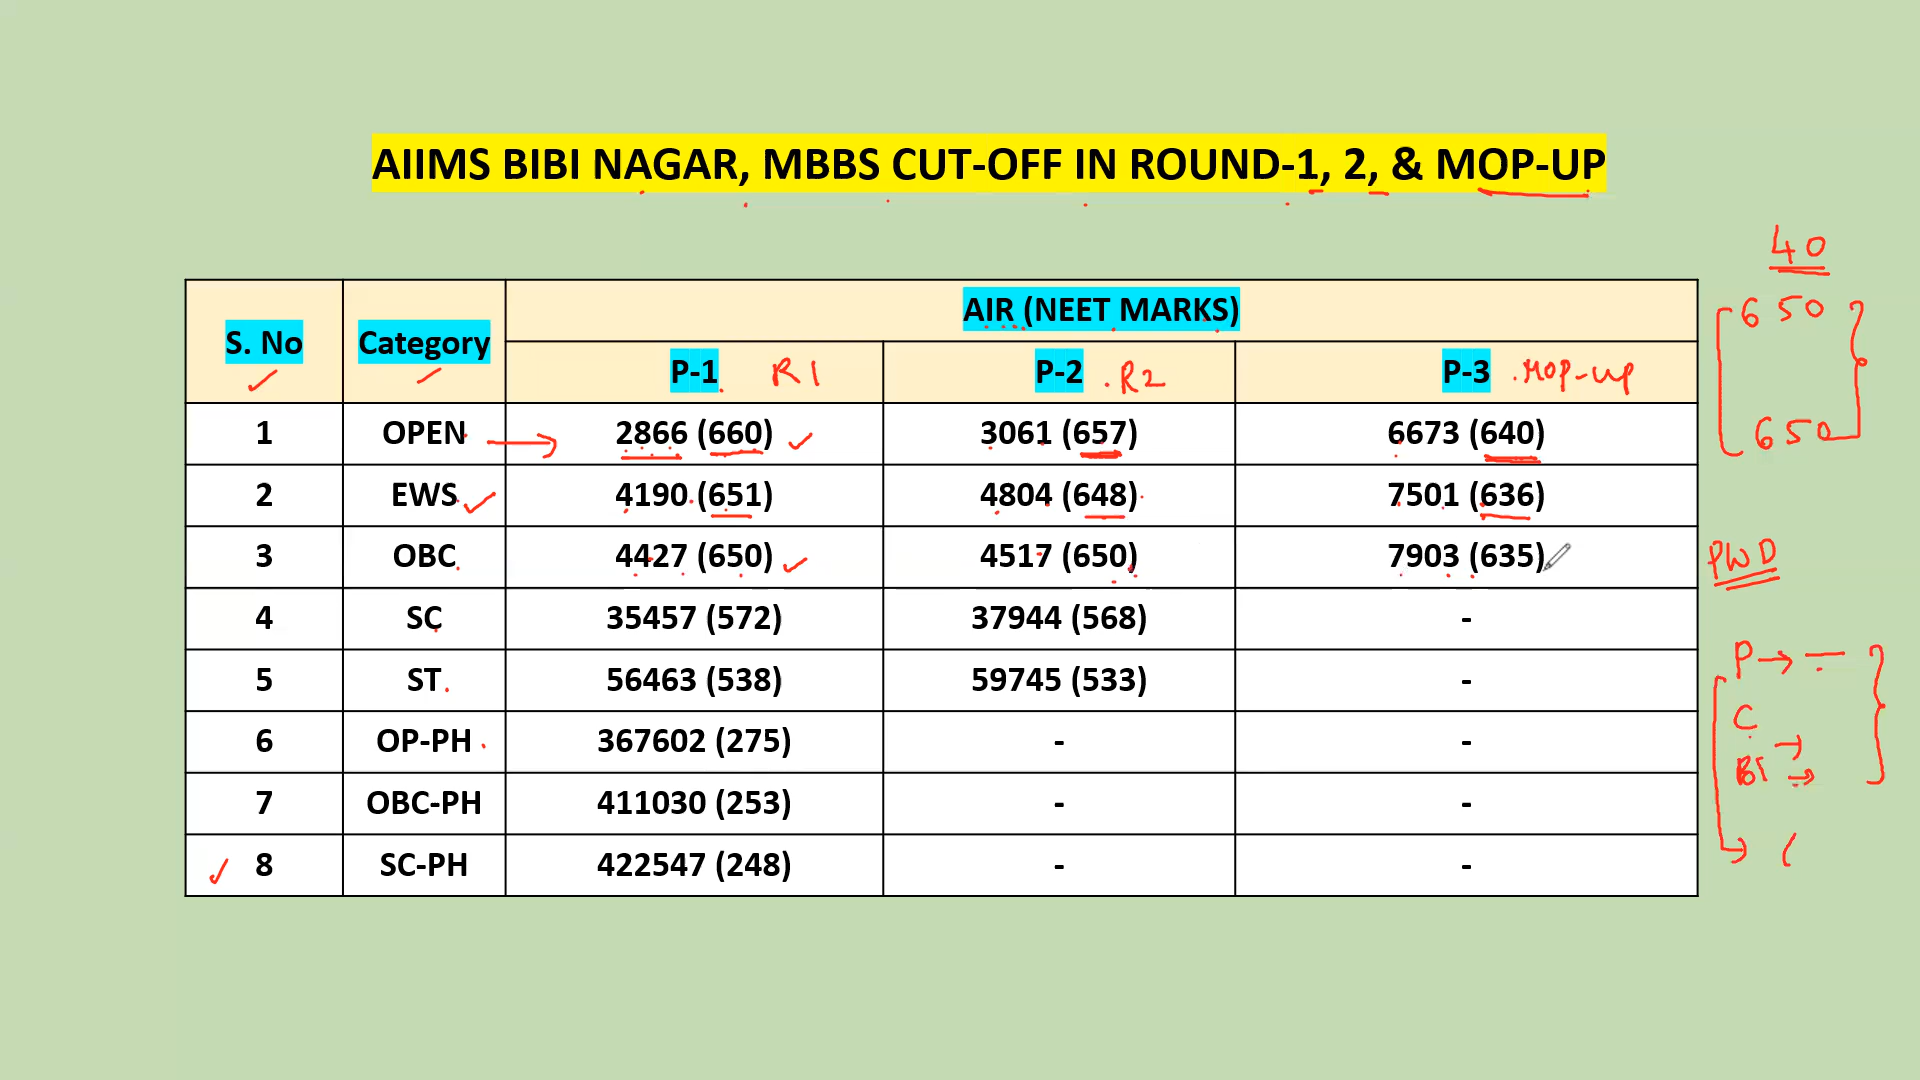 AIIMS BIBI NAGAR, MBBS CUT-OFF IN ROUND-1, 2, & MOP-UP
40
S. No Category AIR (NEET MARKS)
650
P-1 R1 P-2 R2 P-3 MOP-UP
1 OPEN 2866 (660) 3061 (657) 6673 (640)
650
2 EWS 4190 (651) 4804 (648) 7501 (636)
3 OBC 4427 (650) 4517 (650) 7903 (635)
PWD
4 SC 35457 (572) 37944 (568) -
5 ST 56463 (538) 59745 (533) -
P
C
6 OP-PH 367602 (275) - -
7 OBC-PH 411030 (253) - -
8 SC-PH 422547 (248) - -